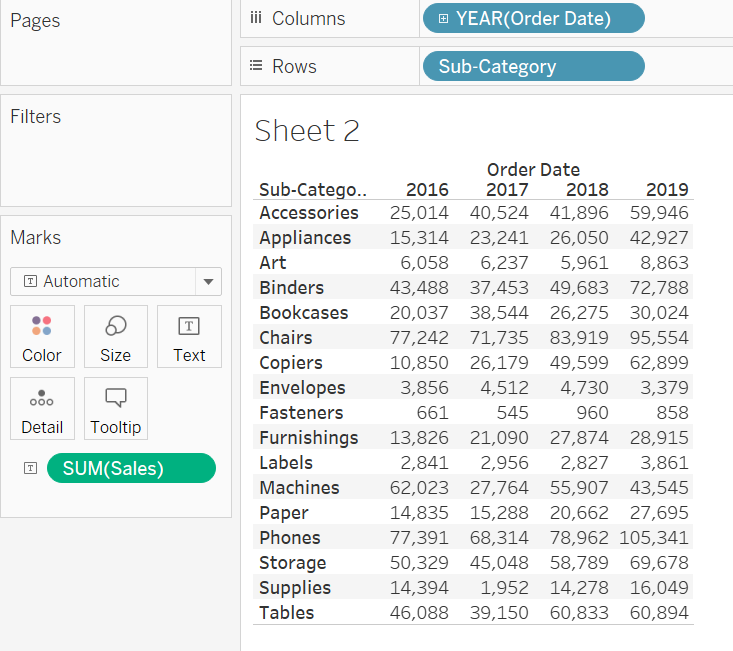 Pages
Columns
YEAR(Order Date)
Rows
Sub-Category
Filters
Marks
T Automatic
Color
Size
T
Text
Detail
Tooltip
T SUM(Sales)
Sheet 2
Order Date
Sub-Catego.. 2016 2017 2018 2019
Accessories 25,014 40,524 41,896 59,946
Appliances 15,314 23,241 26,050 42,927
Art 6,058 6,237 5,961 8,863
Binders 43,488 37,453 49,683 72,788
Bookcases 20,037 38,544 26,275 30,024
Chairs 77,242 71,735 83,919 95,554
Copiers 10,850 26,179 49,599 62,899
Envelopes 3,856 4,512 4,730 3,379
Fasteners 661 545 960 858
Furnishings 13,826 21,090 27,874 28,915
Labels 2,841 2,956 2,827 3,861
Machines 62,023 27,764 55,907 43,545
Paper 14,835 15,288 20,662 27,695
Phones 77,391 68,314 78,962 105,341
Storage 50,329 45,048 58,789 69,678
Supplies 14,394 1,952 14,278 16,049
Tables 46,088 39,150 60,833 60,894